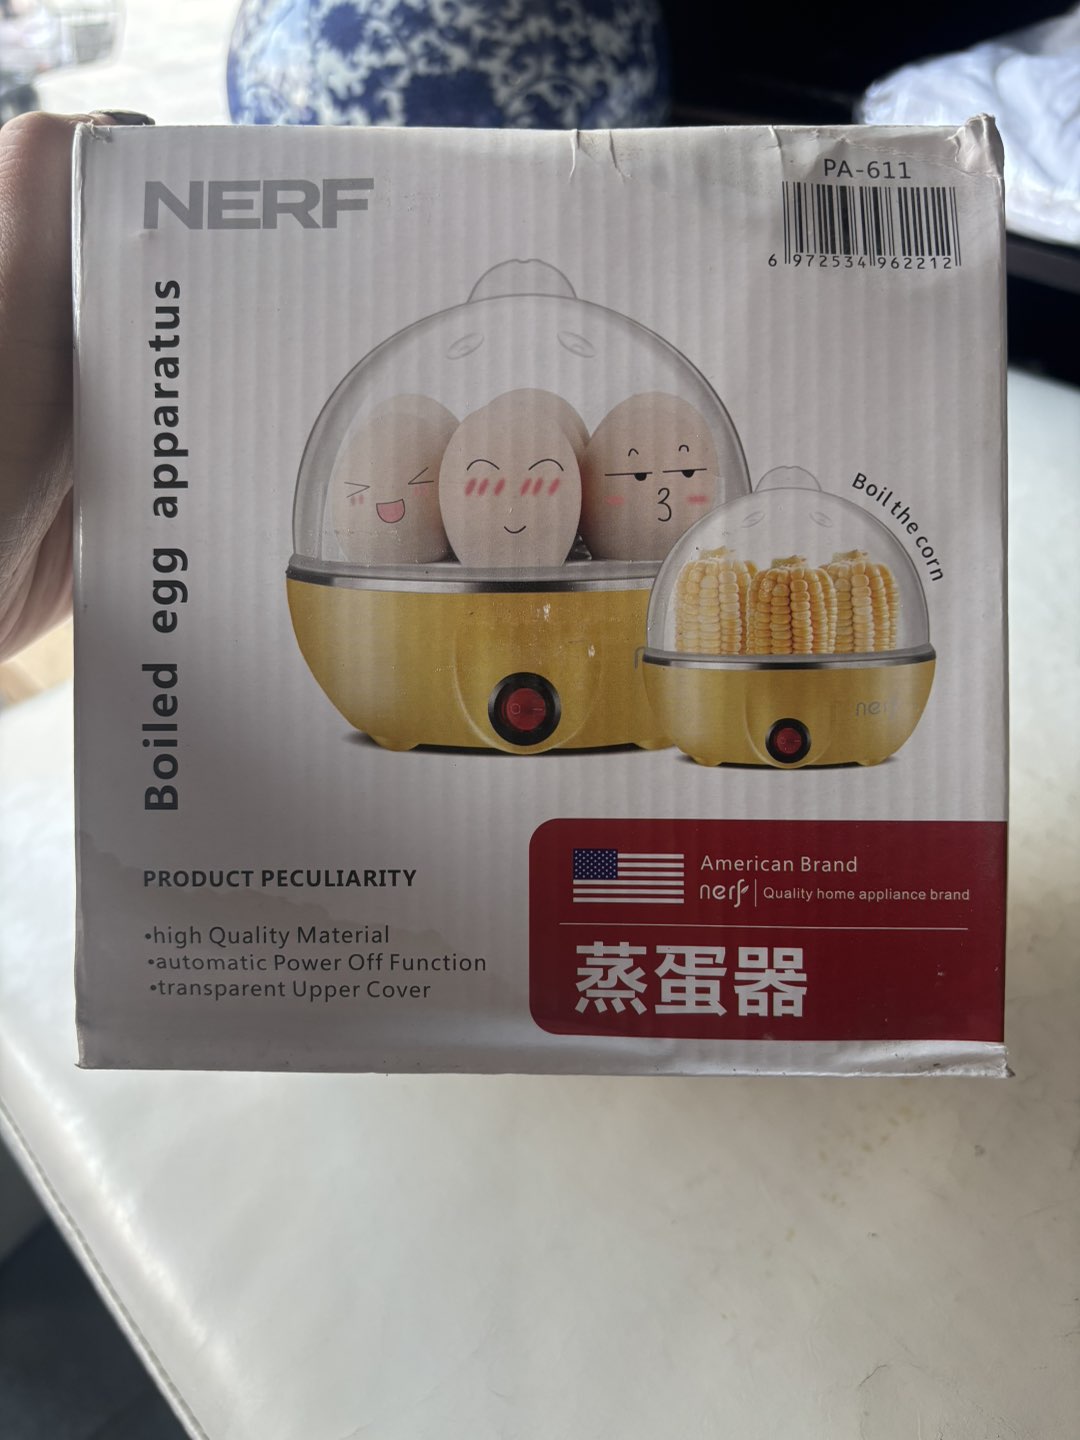 NERF
PA-611
6 972534 962212
Boiled egg apparatus
Boil the corn
nerf
PRODUCT PECULIARITY
•high Quality Material
•automatic Power Off Function
•transparent Upper Cover
American Brand
nerf | Quality home appliance brand
蒸蛋器